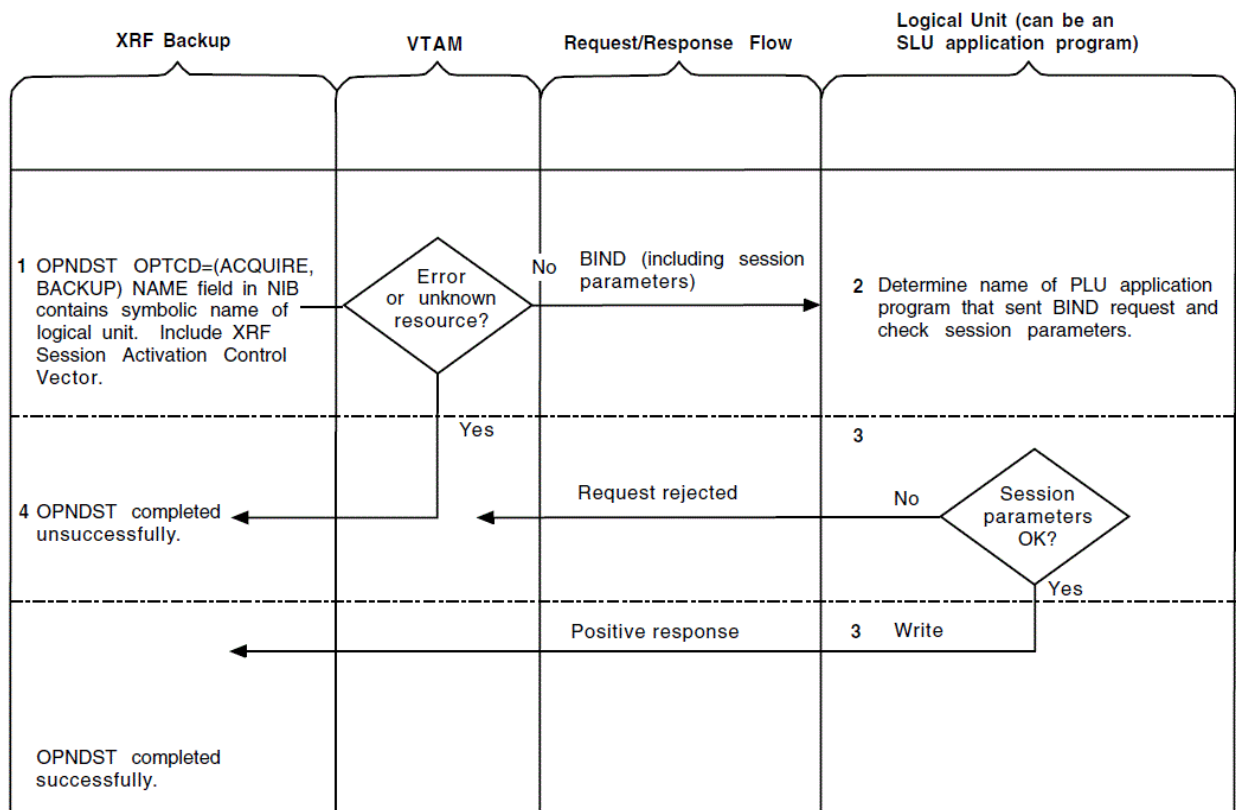 XRF Backup
VTAM
Request/Response Flow
Logical Unit (can be an
SLU application program)
1 OPNDST OPTCD=(ACQUIRE,
BACKUP) NAME field in NIB
contains symbolic name of
logical unit. Include XRF
Session Activation Control
Vector.
Error
or unknown
resource?
No
BIND (including session
parameters)
2 Determine name of PLU application
program that sent BIND request and
check session parameters.
Yes
3
4 OPNDST completed
unsuccessfully.
Request rejected
No
Session
parameters
OK?
Yes
Positive response
3 Write
OPNDST completed
successfully.